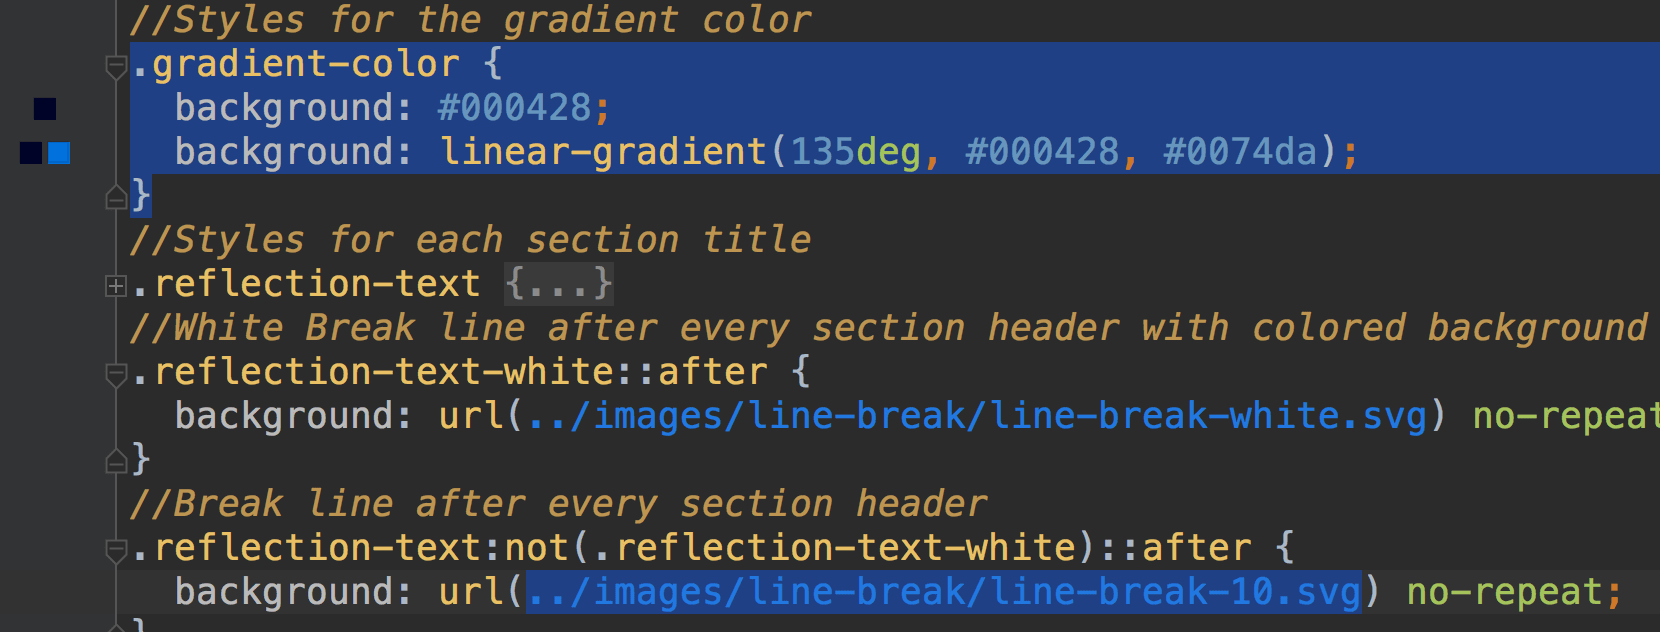 //Styles for the gradient color
.gradient-color {
background: #000428;
background: linear-gradient(135deg, #000428, #0074da);
}
//Styles for each section title
.reflection-text {...}
//White Break line after every section header with colored background
.reflection-text-white::after {
background: url(../images/line-break/line-break-white.svg) no-repeat
}
//Break line after every section header
.reflection-text:not(.reflection-text-white)::after {
background: url(../images/line-break/line-break-10.svg) no-repeat;
}